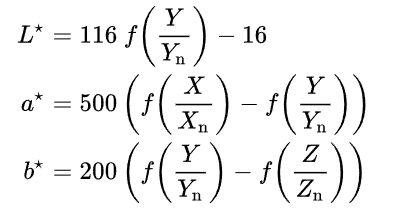 L⋆ = 116 f(Y/Yn) − 16
a⋆ = 500 (f(X/Xn) − f(Y/Yn))
b⋆ = 200 (f(Y/Yn) − f(Z/Zn))